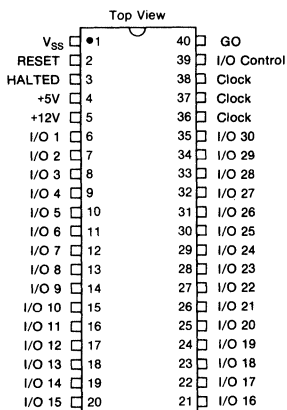 Top View
VSS 1 40 GO
RESET 2 39 I/O Control
HALTED 3 38 Clock
+5V 4 37 Clock
+12V 5 36 Clock
I/O 1 6 35 I/O 30
I/O 2 7 34 I/O 29
I/O 3 8 33 I/O 28
I/O 4 9 32 I/O 27
I/O 5 10 31 I/O 26
I/O 6 11 30 I/O 25
I/O 7 12 29 I/O 24
I/O 8 13 28 I/O 23
I/O 9 14 27 I/O 22
I/O 10 15 26 I/O 21
I/O 11 16 25 I/O 20
I/O 12 17 24 I/O 19
I/O 13 18 23 I/O 18
I/O 14 19 22 I/O 17
I/O 15 20 21 I/O 16